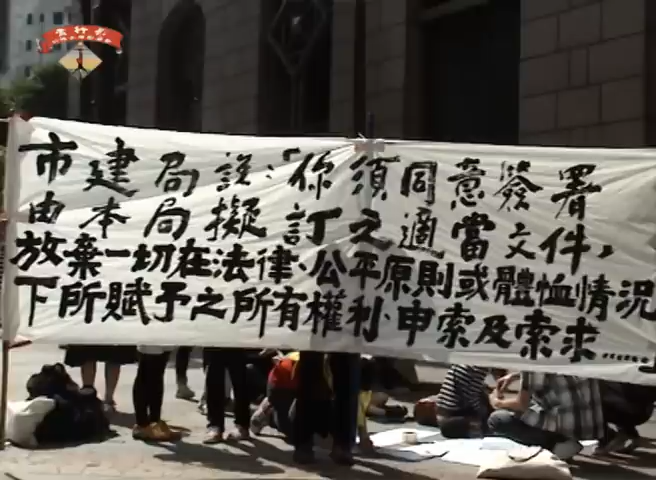 市建局說：「你須同意簽署
由本局擬訂之適當文件，
放棄一切在法律、公平原則或體恤情況
下所賦予之所有權利、申索及索求……」